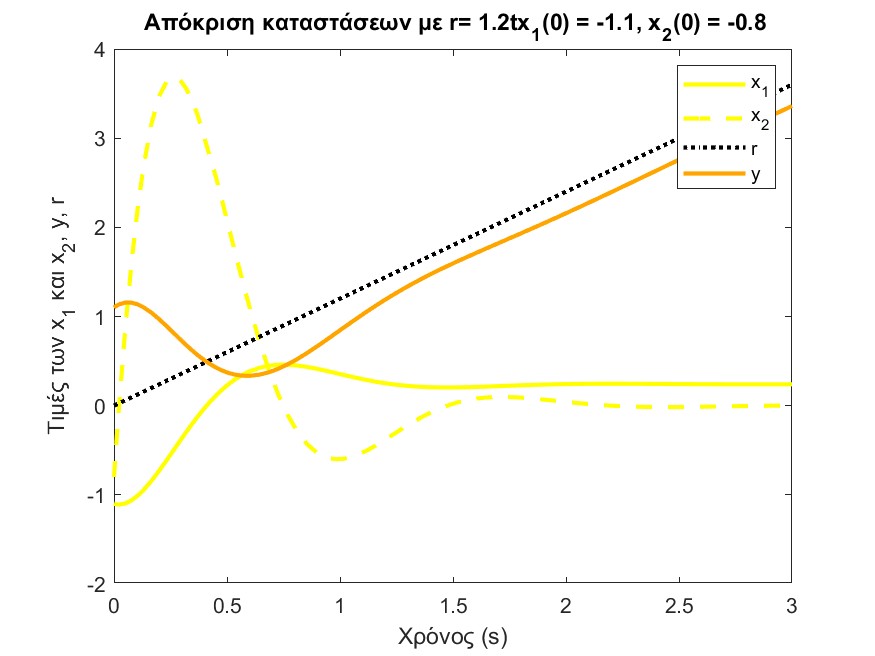 Απόκριση καταστάσεων με r= 1.2tx₁(0) = -1.1, x₂(0) = -0.8
Τιμές των x₁ και x₂, y, r
4
3
2
1
0
-1
-2
0 0.5 1 1.5 2 2.5 3
Χρόνος (s)
x₁
x₂
r
y